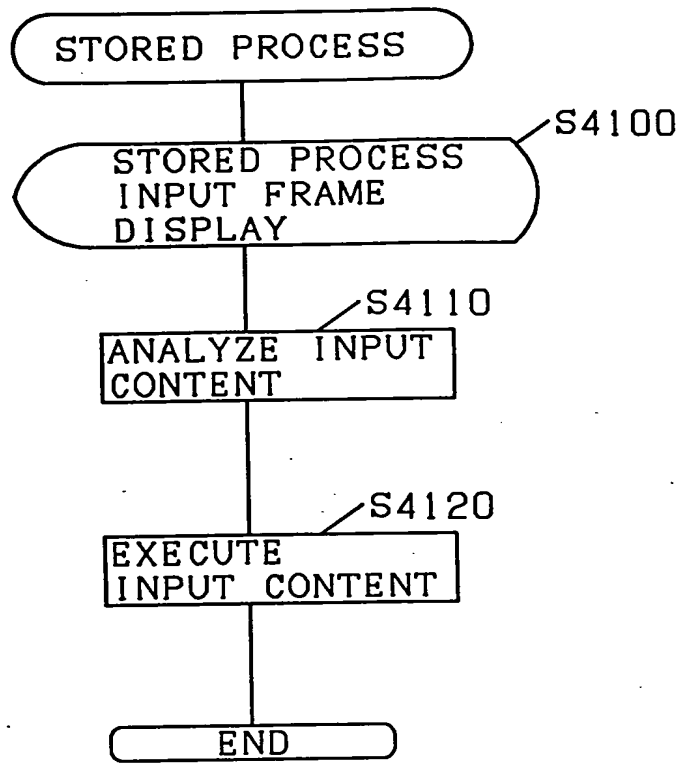 STORED PROCESS
S4100
STORED PROCESS
INPUT FRAME
DISPLAY
S4110
ANALYZE INPUT
CONTENT
S4120
EXECUTE
INPUT CONTENT
END